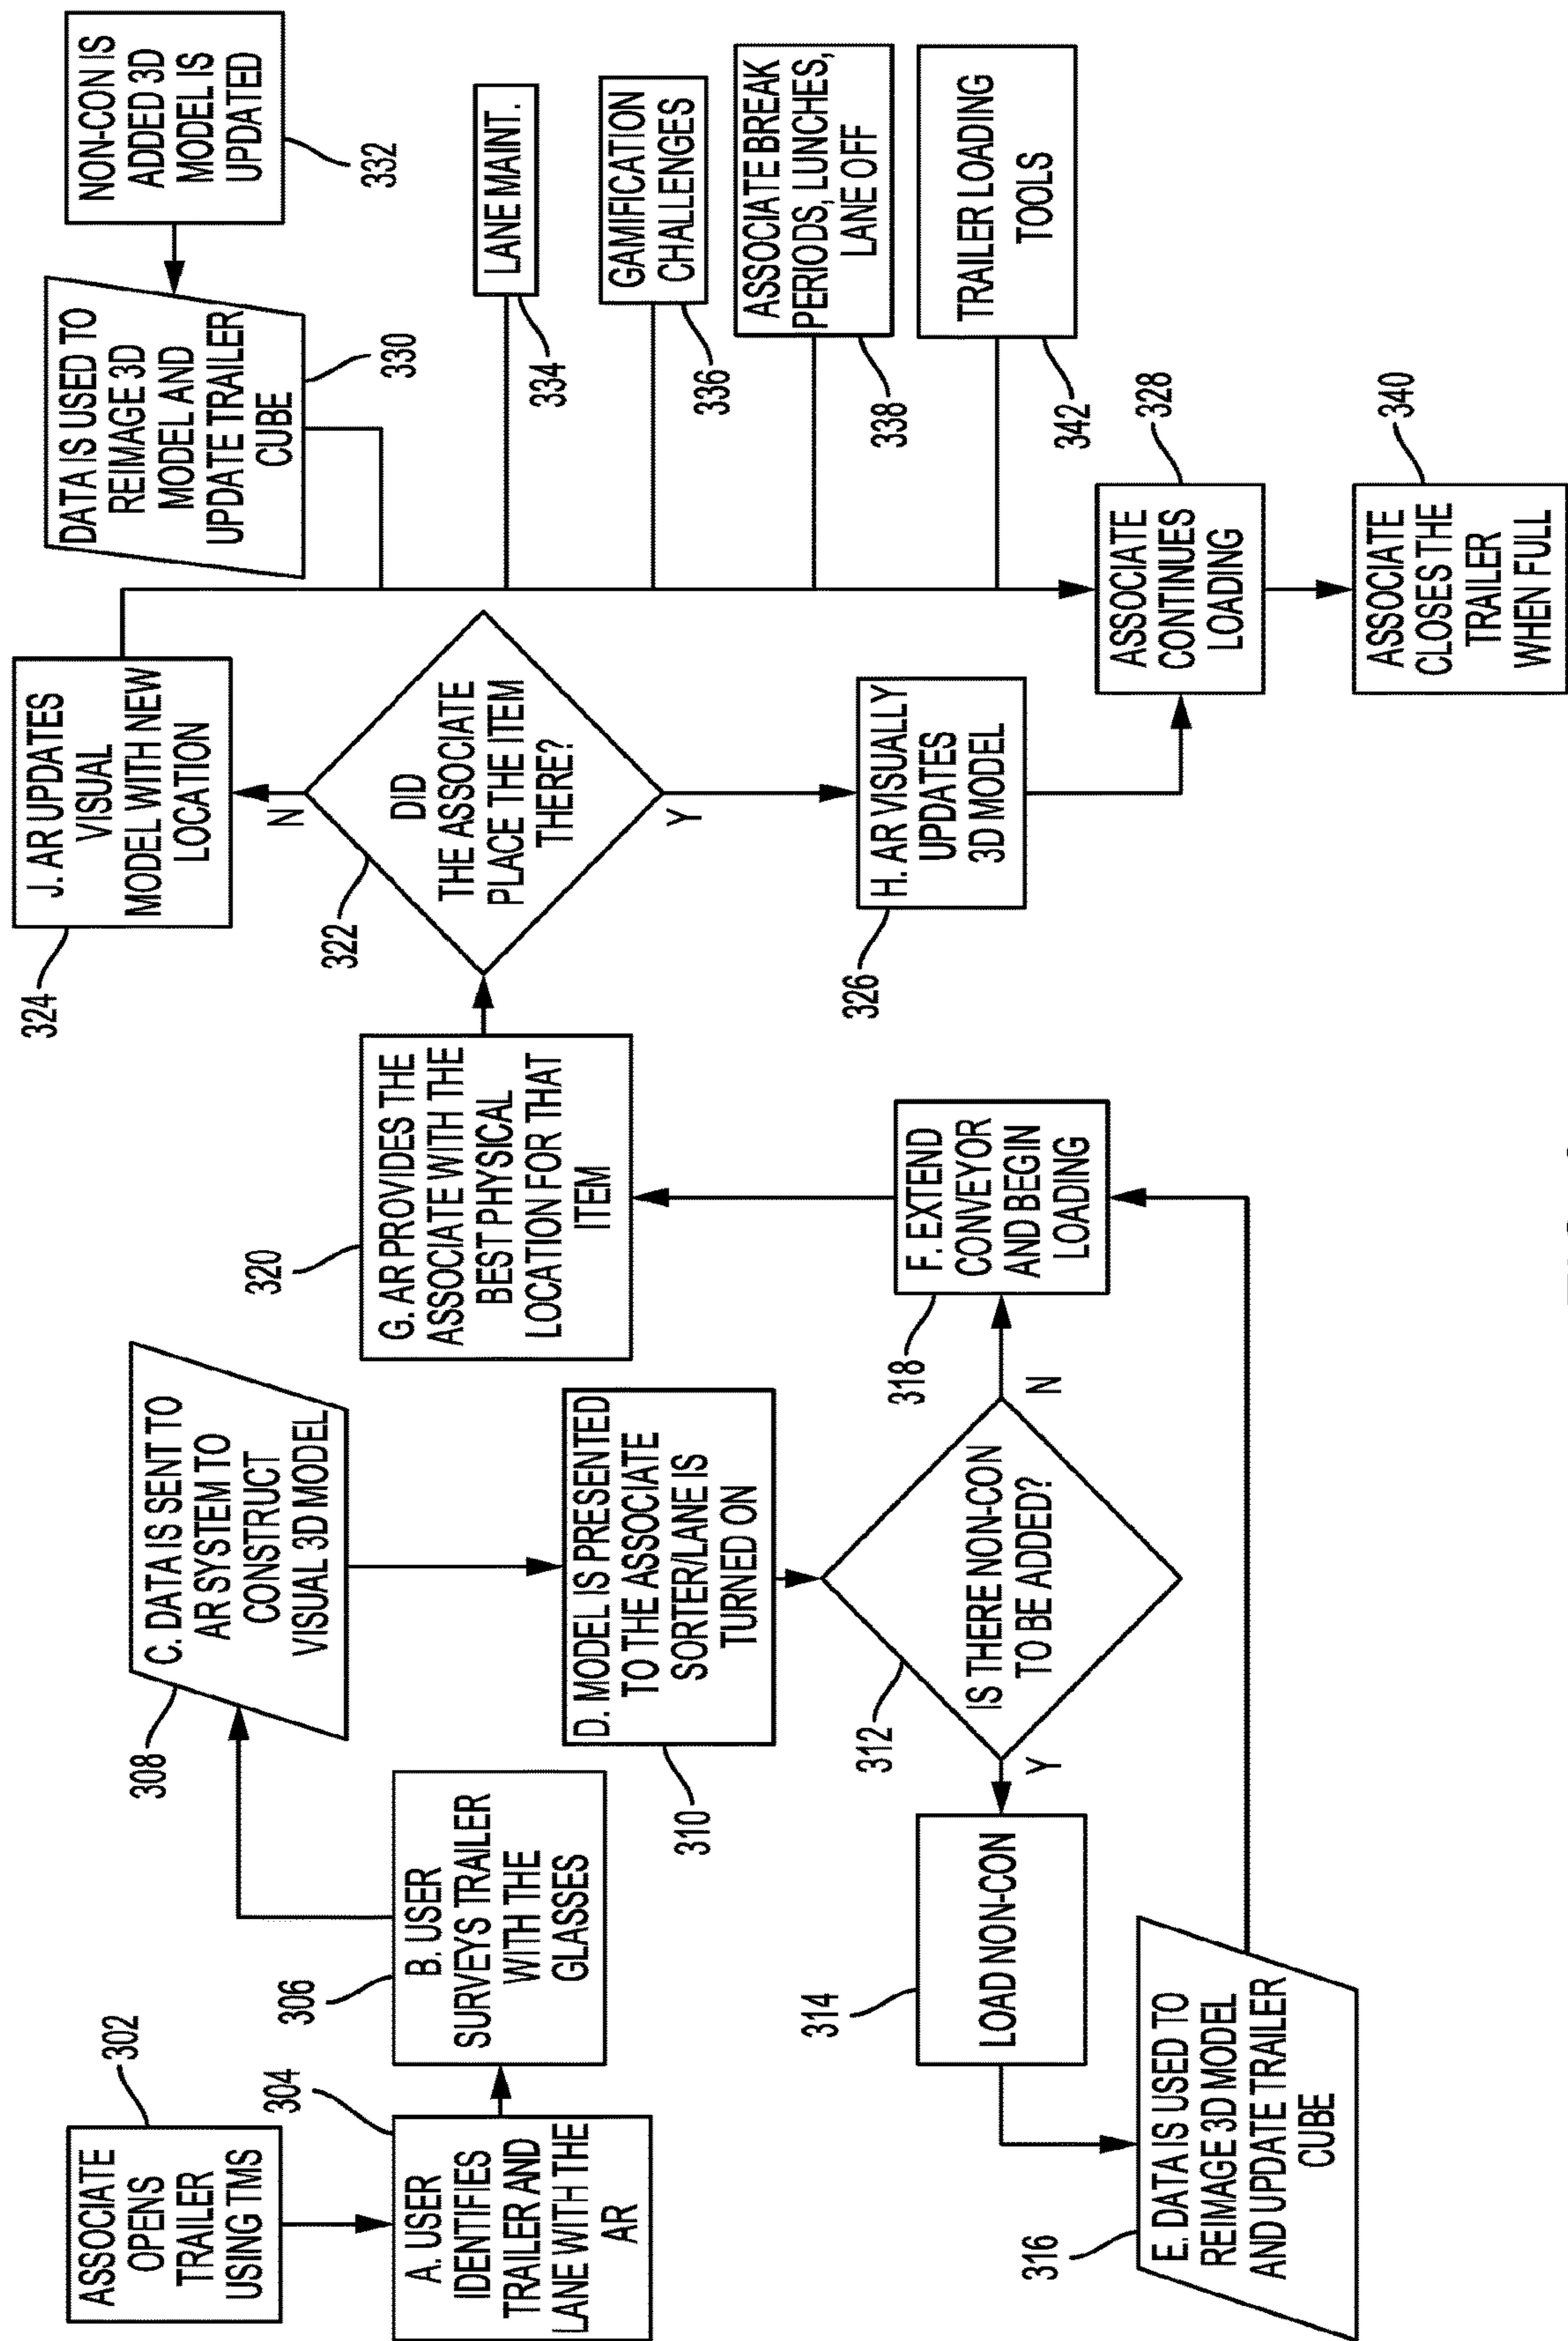 302
ASSOCIATE
OPENS
TRAILER
USING TMS
304
A. USER
IDENTIFIES
TRAILER AND
LANE WITH THE
AR
306
B. USER
SURVEYS TRAILER
WITH THE
GLASSES
308
C. DATA IS SENT TO
AR SYSTEM TO
CONSTRUCT
VISUAL 3D MODEL
310
D. MODEL IS PRESENTED
TO THE ASSOCIATE
SORTER/LANE IS
TURNED ON
312
IS THERE NON-CON
TO BE ADDED?
Y
N
314
LOAD NON-CON
316
E. DATA IS USED TO
REIMAGE 3D MODEL
AND UPDATE TRAILER
CUBE
318
F. EXTEND
CONVEYOR
AND BEGIN
LOADING
320
G. AR PROVIDES THE
ASSOCIATE WITH THE
BEST PHYSICAL
LOCATION FOR THAT
ITEM
322
DID
THE ASSOCIATE
PLACE THE ITEM
THERE?
N
Y
324
J. AR UPDATES
VISUAL
MODEL WITH NEW
LOCATION
326
H. AR VISUALLY
UPDATES
3D MODEL
328
ASSOCIATE
CONTINUES
LOADING
DATA IS USED TO
REIMAGE 3D
MODEL AND
UPDATE TRAILER
CUBE
330
NON-CON IS
ADDED 3D
MODEL IS
UPDATED
332
LANE MAINT.
334
GAMIFICATION
CHALLENGES
336
ASSOCIATE BREAK
PERIODS, LUNCHES,
LANE OFF
338
TRAILER LOADING
TOOLS
342
340
ASSOCIATE
CLOSES THE
TRAILER
WHEN FULL